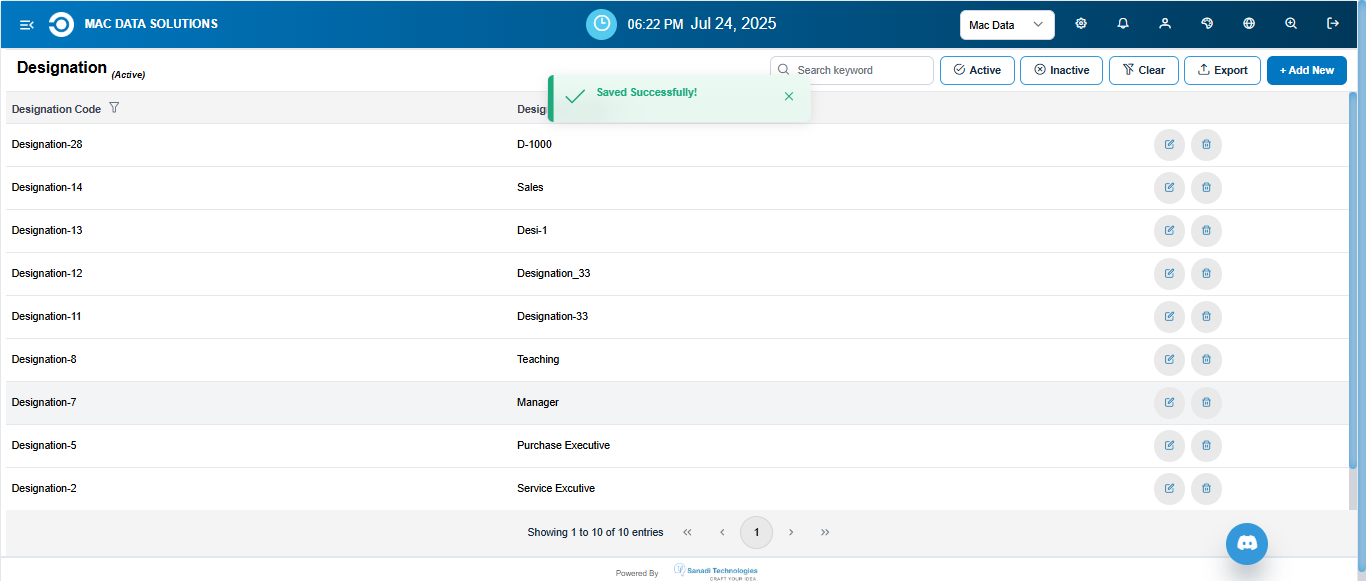 MAC DATA SOLUTIONS
06:22 PM Jul 24, 2025
Mac Data
Designation (Active)
Search keyword
Active
Inactive
Clear
Export
+ Add New
Saved Successfully!
Designation Code
Designation-28 D-1000
Designation-14 Sales
Designation-13 Desi-1
Designation-12 Designation_33
Designation-11 Designation-33
Designation-8 Teaching
Designation-7 Manager
Designation-5 Purchase Executive
Designation-2 Service Excutive
Showing 1 to 10 of 10 entries << < 1 > >>
Powered By Sanadi Technologies
CRAFT YOUR IDEA